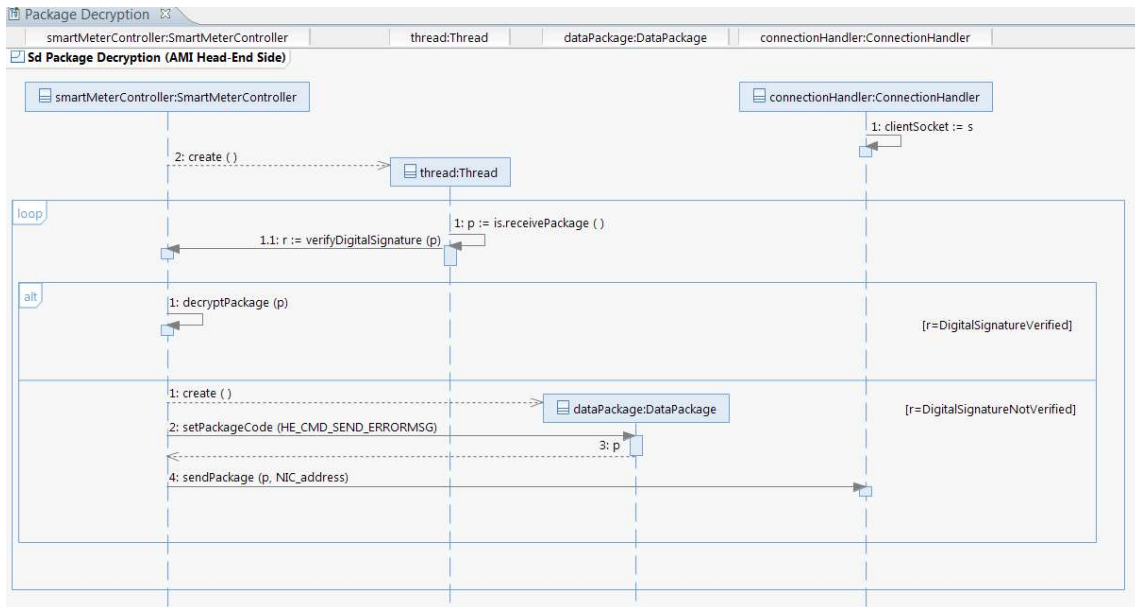 Package Decryption
smartMeterController:SmartMeterController thread:Thread dataPackage:DataPackage connectionHandler:ConnectionHandler
Sd Package Decryption (AMI Head-End Side)
smartMeterController:SmartMeterController connectionHandler:ConnectionHandler
1: clientSocket := s
2: create ( )
thread:Thread
loop
1: p := is.receivePackage ( )
1.1: r := verifyDigitalSignature (p)
alt
1: decryptPackage (p)
[r=DigitalSignatureVerified]
1: create ( )
dataPackage:DataPackage [r=DigitalSignatureNotVerified]
2: setPackageCode (HE_CMD_SEND_ERRORMSG)
3: p
4: sendPackage (p, NIC_address)